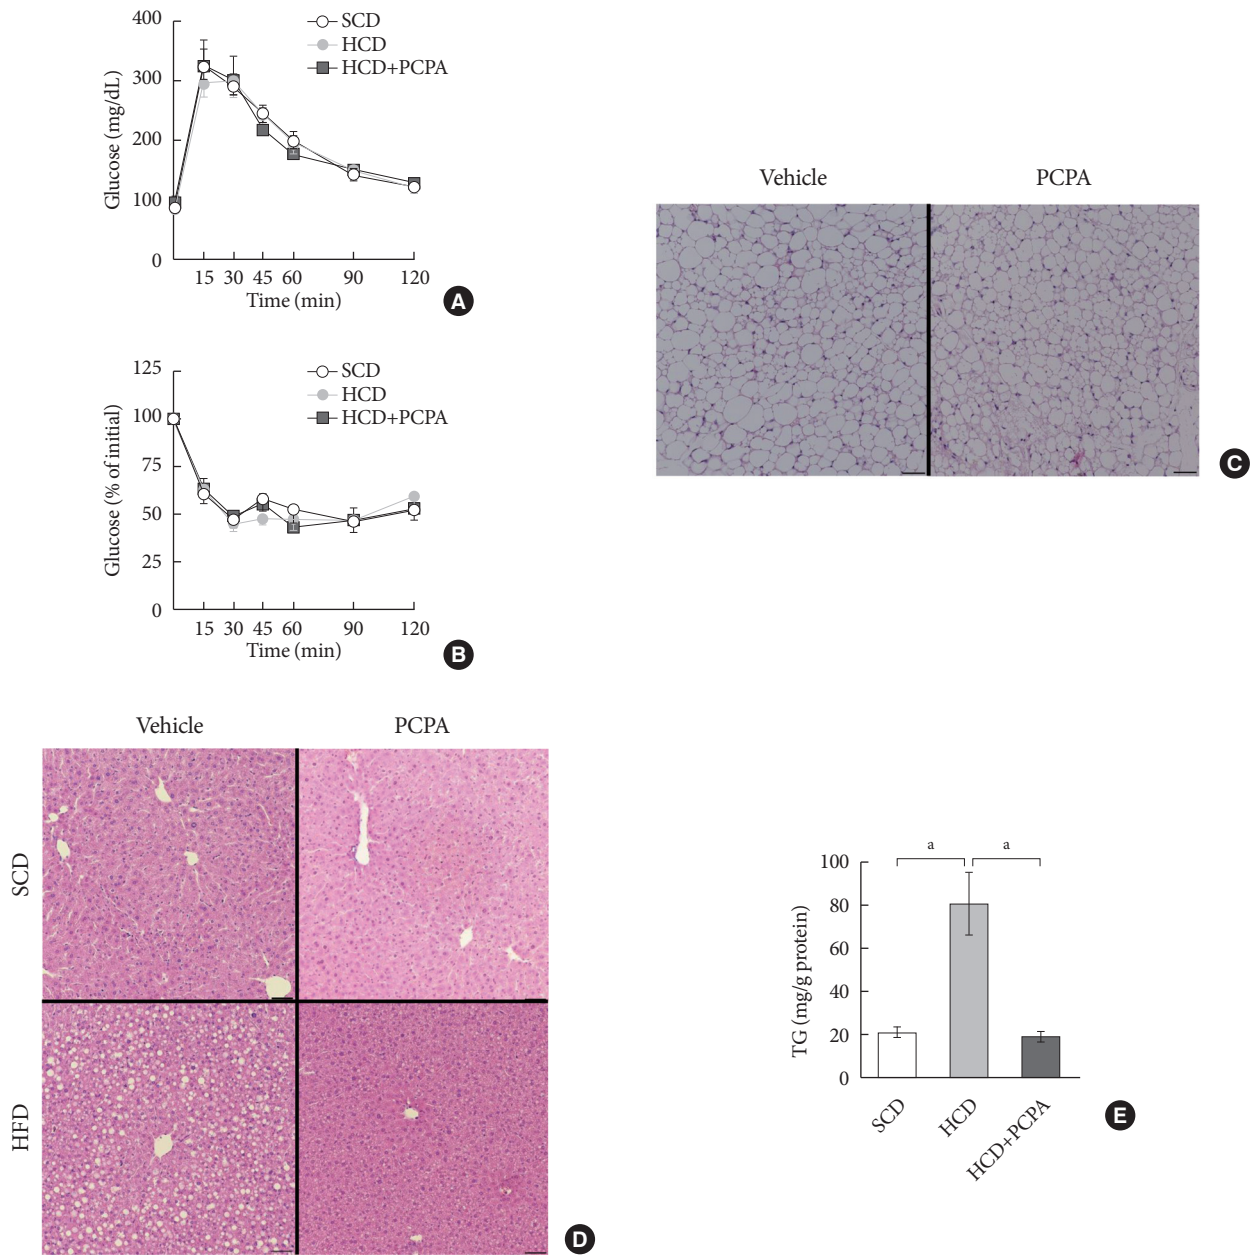 400
300
200
100
0
Glucose (mg/dL)
SCD
HCD
HCD+PCPA
15 30 45 60 90 120
Time (min)
A
125
100
75
50
25
0
Glucose (% of initial)
SCD
HCD
HCD+PCPA
15 30 45 60 90 120
Time (min)
B
Vehicle PCPA
C
Vehicle PCPA
SCD
HFD
D
a a
100
80
60
40
20
0
TG (mg/g protein)
SCD
HCD
HCD+PCPA
E